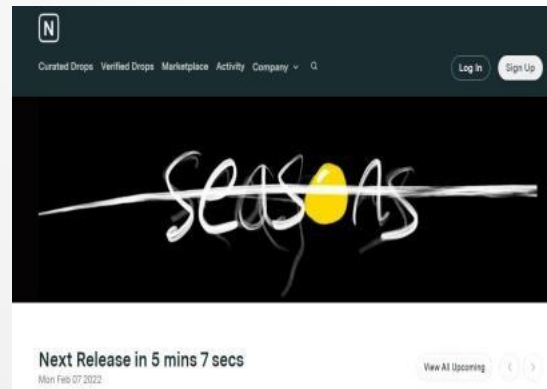 N
Curated Drops Verified Drops Marketplace Activity Company
Log In Sign Up
seasons
Next Release in 5 mins 7 secs
View All Upcoming
Mon Feb 07 2022